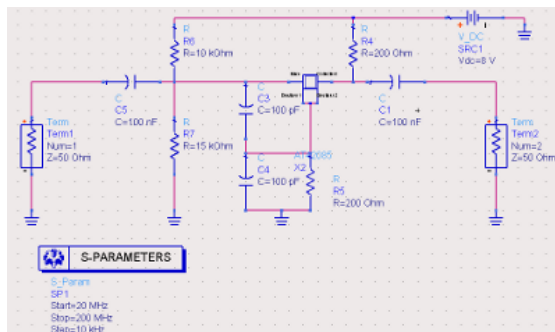 R
R6
R=10 kOhm
R
R4
R=200 Ohm
V_DC
SRC1
Vdc=8 V
C
C5
C=100 nF
C
C3
C=100 pF
C
C1
C=100 nF
Term
Term1
Num=1
Z=50 Ohm
R
R7
R=15 kOhm
C
C4
C=100 pF
X2
R
R5
R=200 Ohm
Term
Term2
Num=2
Z=50 Ohm
S-PARAMETERS
S_Param
SP1
Start=20 MHz
Stop=200 MHz
Step=10 kHz